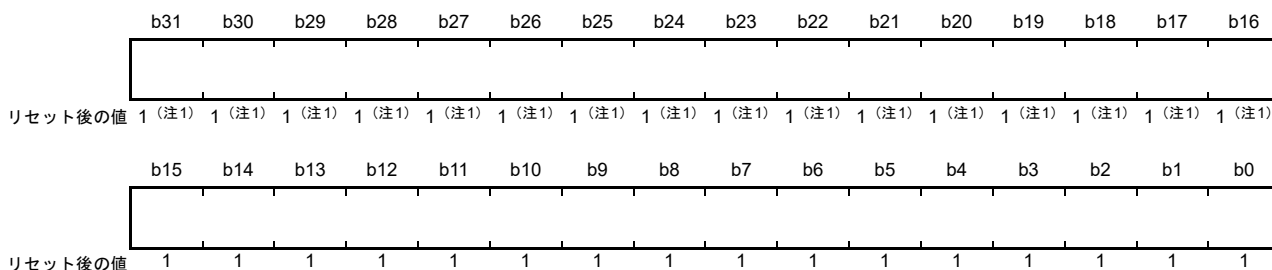 b31 b30 b29 b28 b27 b26 b25 b24 b23 b22 b21 b20 b19 b18 b17 b16
リセット後の値 1（注1） 1（注1） 1（注1） 1（注1） 1（注1） 1（注1） 1（注1） 1（注1） 1（注1） 1（注1） 1（注1） 1（注1） 1（注1） 1（注1） 1（注1） 1（注1）
b15 b14 b13 b12 b11 b10 b9 b8 b7 b6 b5 b4 b3 b2 b1 b0
リセット後の値 1 1 1 1 1 1 1 1 1 1 1 1 1 1 1 1